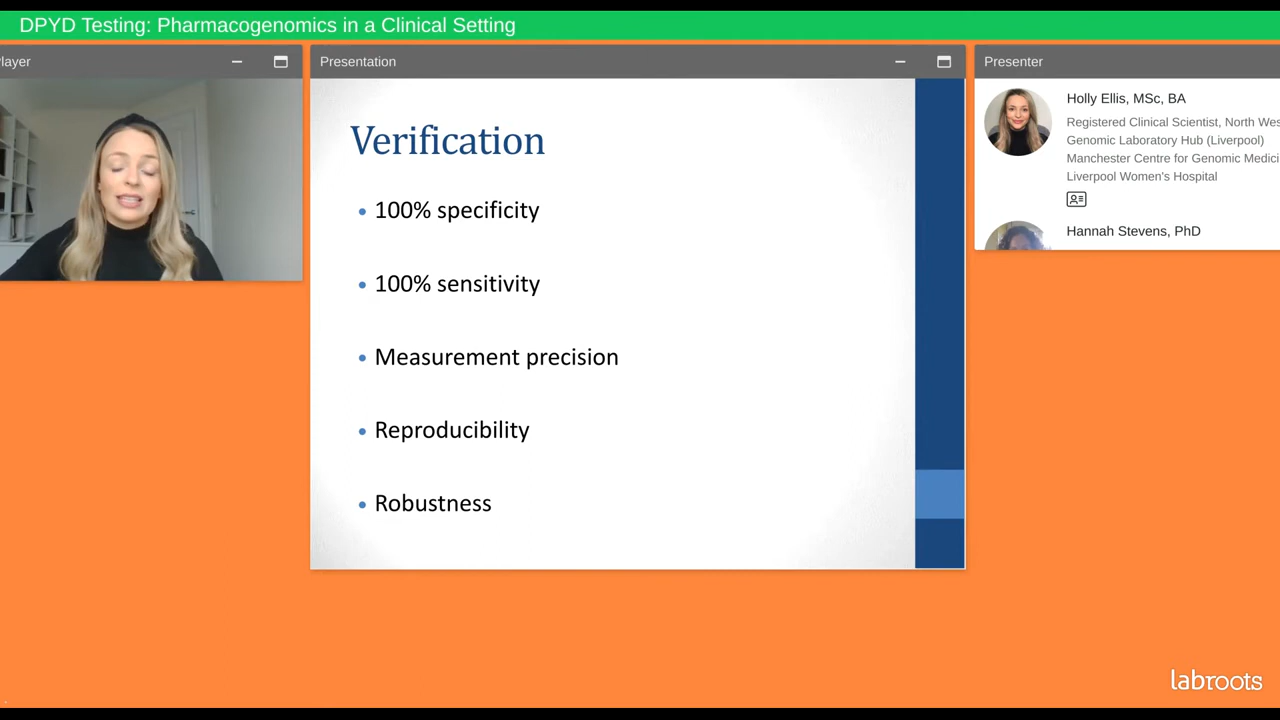 DPYD Testing: Pharmacogenomics in a Clinical Setting
layer
Presentation
Presenter
Verification
• 100% specificity
• 100% sensitivity
• Measurement precision
• Reproducibility
• Robustness
Holly Ellis, MSc, BA
Registered Clinical Scientist, North Wes
Genomic Laboratory Hub (Liverpool)
Manchester Centre for Genomic Medici
Liverpool Women's Hospital
Hannah Stevens, PhD
labroots